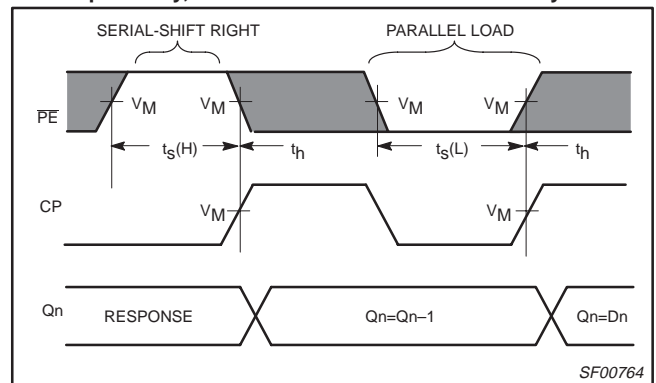 SERIAL-SHIFT RIGHT PARALLEL LOAD
PE VM VM VM VM
ts(H) th ts(L) th
CP VM VM
Qn RESPONSE Qn=Qn–1 Qn=Dn
SF00764